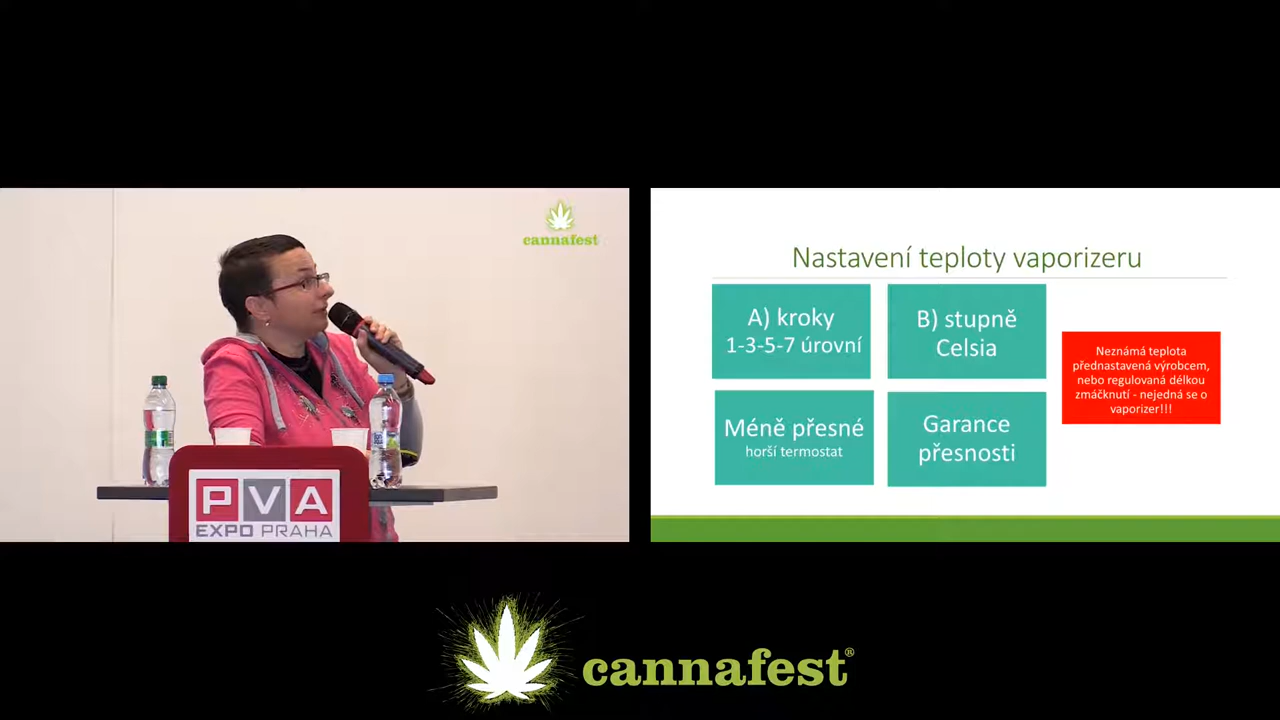 cannafest
PVA
EXPO PRAHA
Nastavení teploty vaporizeru
A) kroky
1-3-5-7 úrovní
B) stupně
Celsia
Méně přesné
horší termostat
Garance
přesnosti
Neznámá teplota
přednastavená výrobcem,
nebo regulovaná délkou
zmáčknutí - nejedná se o
vaporizer!!!
cannafest®